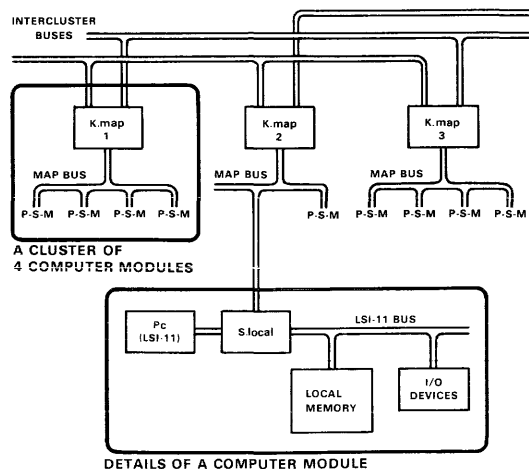 INTERCLUSTER
BUSES
K.map
1
K.map
2
K.map
3
MAP BUS
MAP BUS
MAP BUS
P-S-M P-S-M P-S-M P-S-M
P-S-M
P-S-M P-S-M P-S-M P-S-M
A CLUSTER OF
4 COMPUTER MODULES
Pc
(LSI-11)
S.local
LSI-11 BUS
LOCAL
MEMORY
I/O
DEVICES
DETAILS OF A COMPUTER MODULE